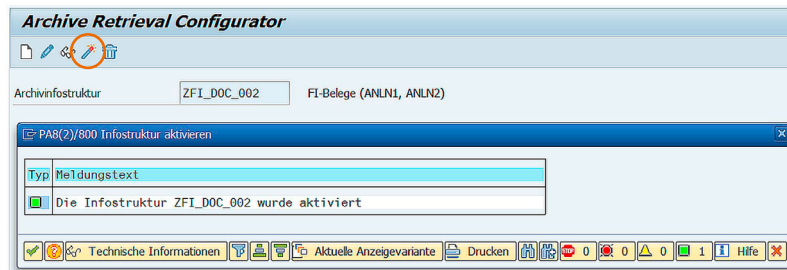 Archive Retrieval Configurator
Archivinfostruktur ZFI_DOC_002 FI-Belege (ANLN1, ANLN2)
PA8(2)/800 Infostruktur aktivieren
Typ Meldungstext
Die Infostruktur ZFI_DOC_002 wurde aktiviert
Technische Informationen Aktuelle Anzeigevariante Drucken STOP 0 0 0 1 Hilfe